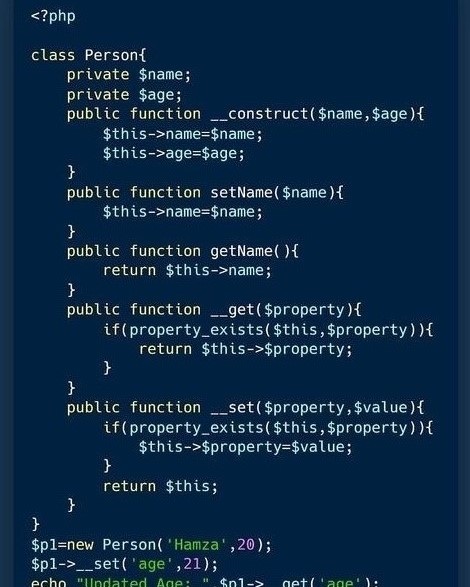 <?php
class Person{
    private $name;
    private $age;
    public function __construct($name,$age){
        $this->name=$name;
        $this->age=$age;
    }
    public function setName($name){
        $this->name=$name;
    }
    public function getName(){
        return $this->name;
    }
    public function __get($property){
        if(property_exists($this,$property)){
            return $this->$property;
        }
    }
    public function __set($property,$value){
        if(property_exists($this,$property)){
            $this->$property=$value;
        }
        return $this;
    }
}
$p1=new Person('Hamza',20);
$p1->__set('age',21);
echo "Updated Age: ".$p1->__get('age');